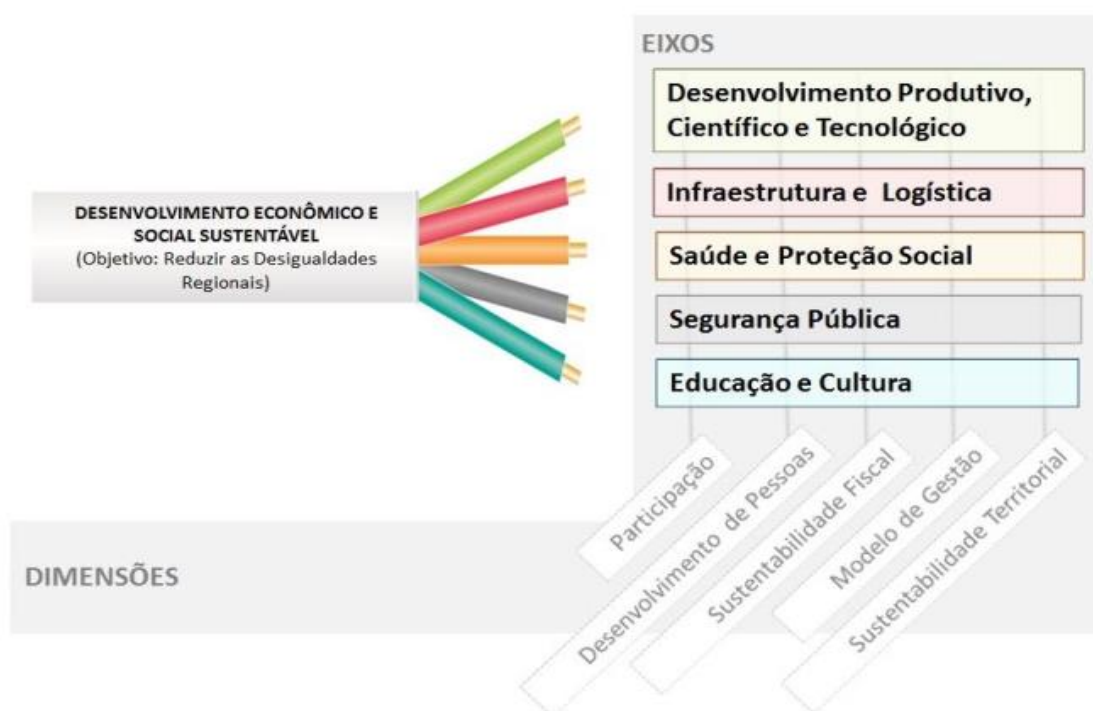 EIXOS
Desenvolvimento Produtivo,
Científico e Tecnológico
Infraestrutura e Logística
DESENVOLVIMENTO ECONÔMICO E
SOCIAL SUSTENTÁVEL
(Objetivo: Reduzir as Desigualdades
Regionais)
Saúde e Proteção Social
Segurança Pública
Educação e Cultura
Participação
Desenvolvimento de Pessoas
Sustentabilidade Fiscal
Modelo de Gestão
Sustentabilidade Territorial
DIMENSÕES